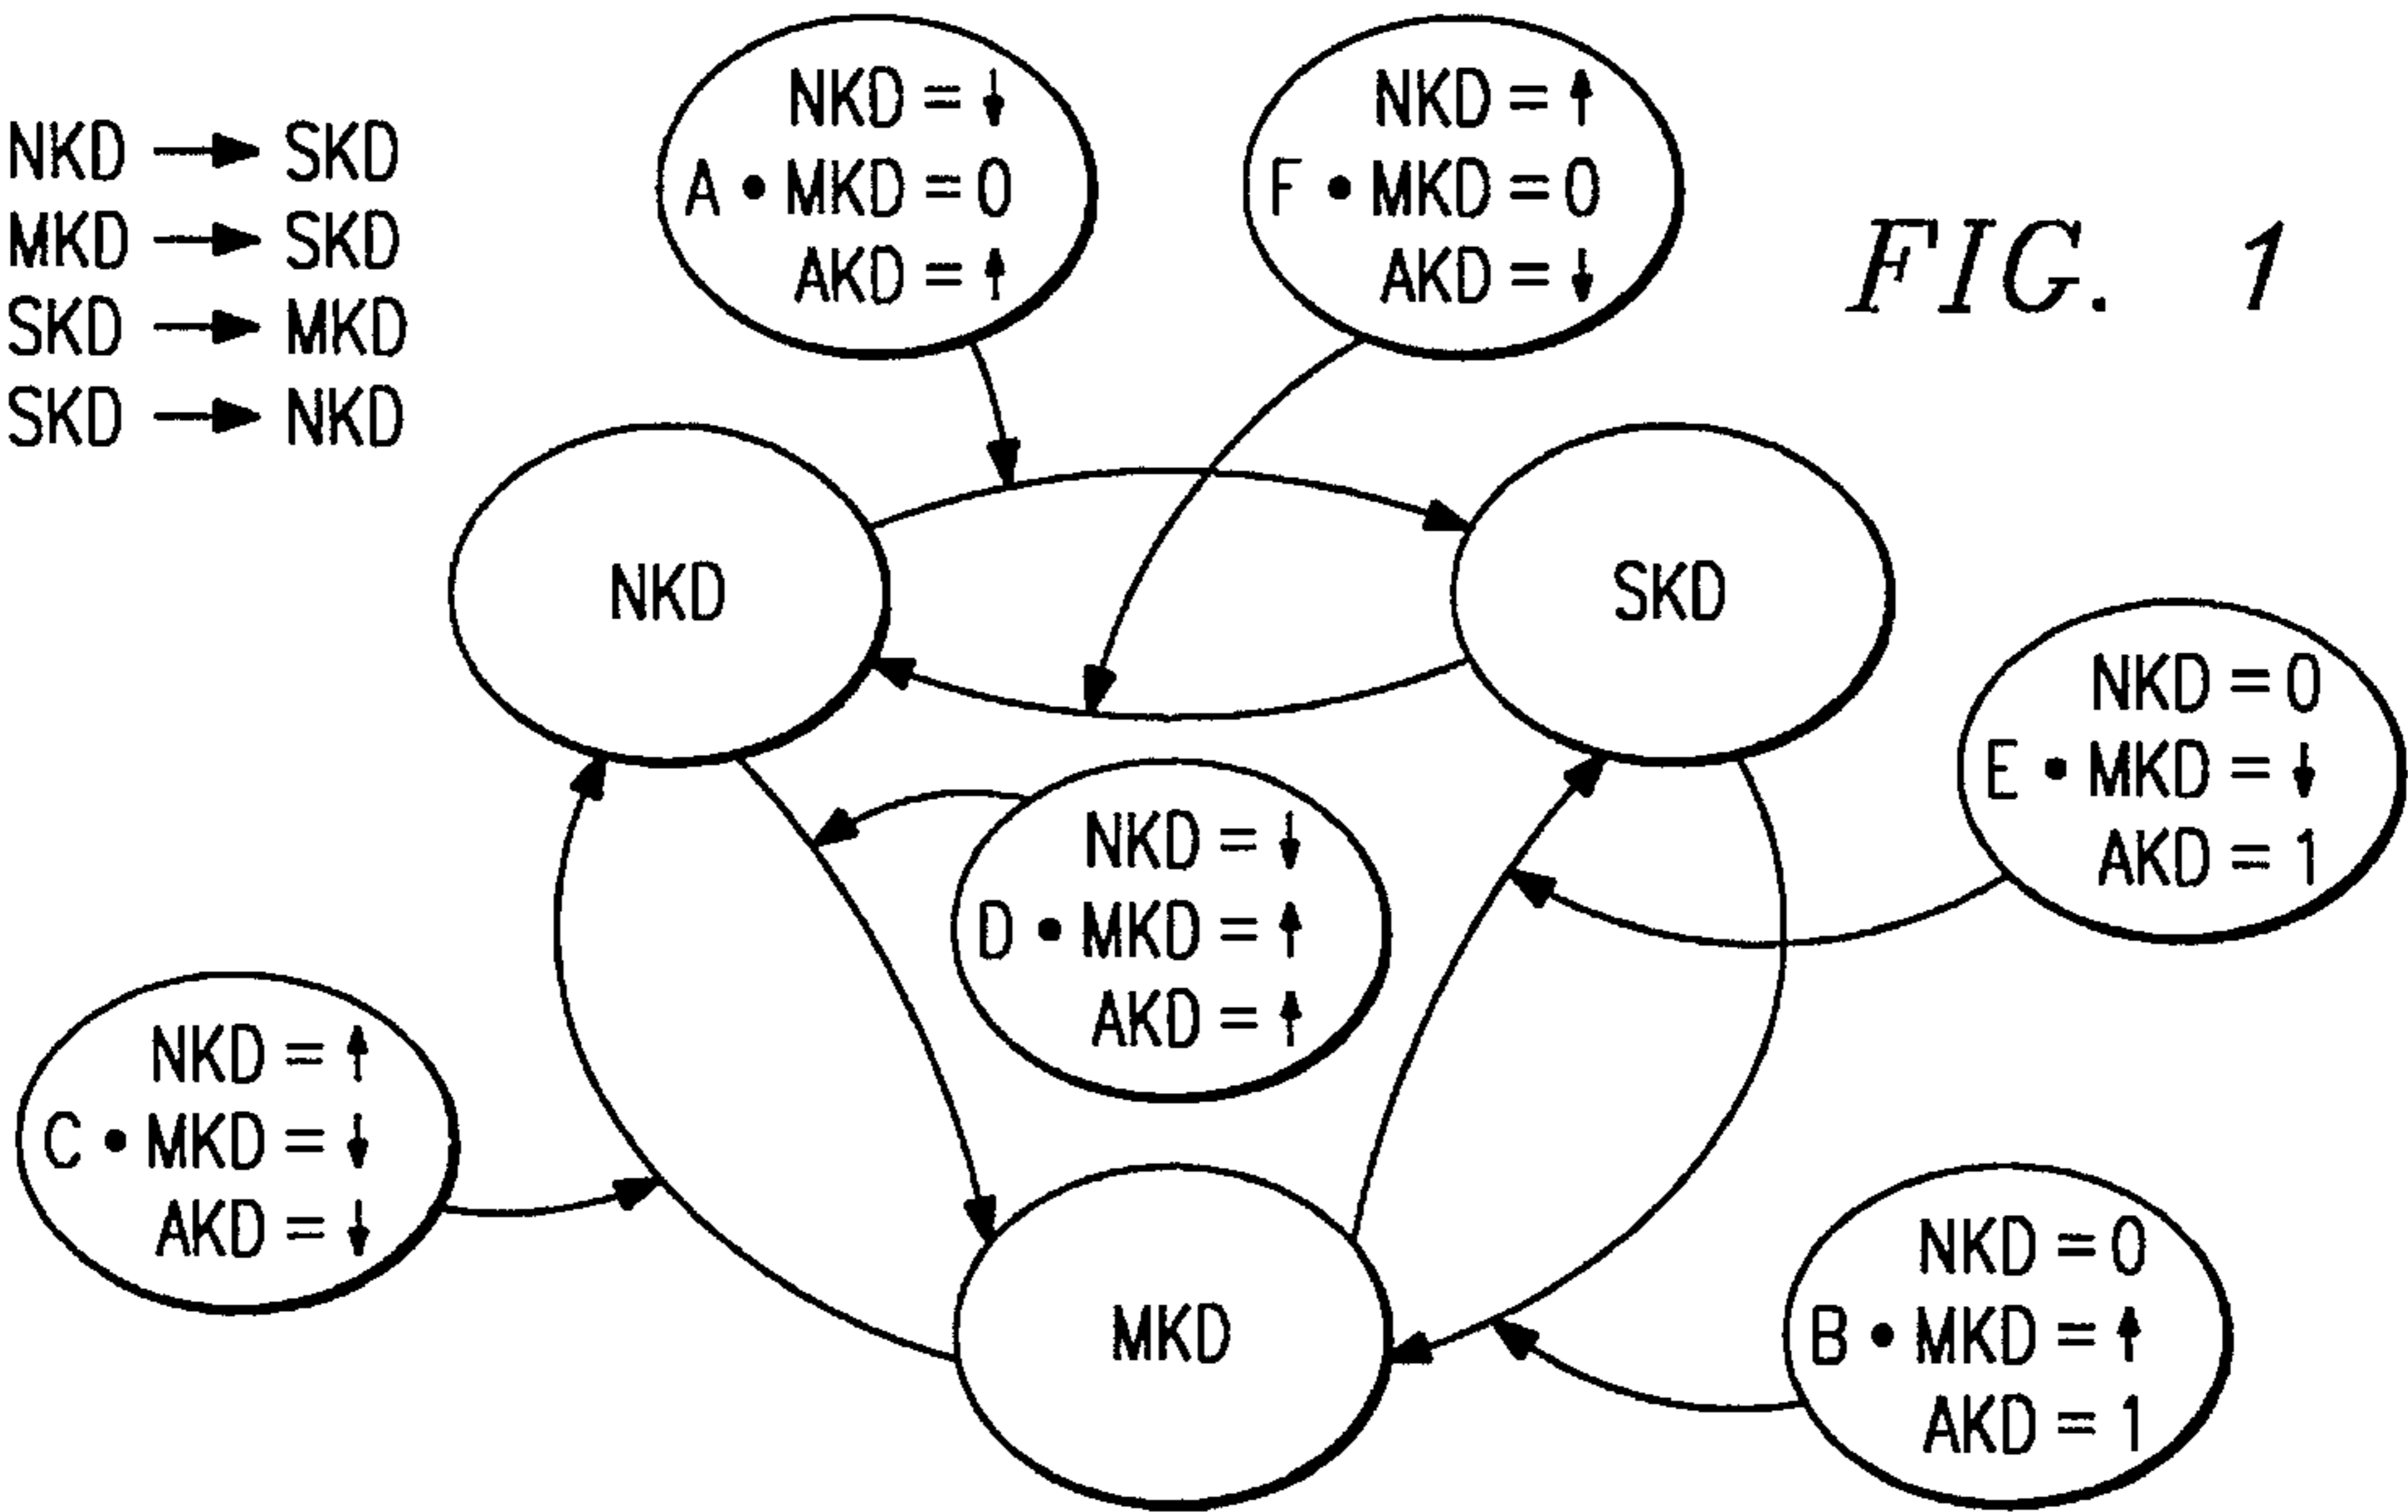 NKD → SKD
MKD → SKD
SKD → MKD
SKD → NKD
NKD = ↓
A • MKD = 0
AKD = ↑
NKD = ↑
F • MKD = 0
AKD = ↓
FIG. 1
NKD
SKD
NKD = 0
E • MKD = ↓
AKD = 1
NKD = ↓
D • MKD = ↑
AKD = ↑
NKD = ↑
C • MKD = ↓
AKD = ↓
MKD
NKD = 0
B • MKD = ↑
AKD = 1